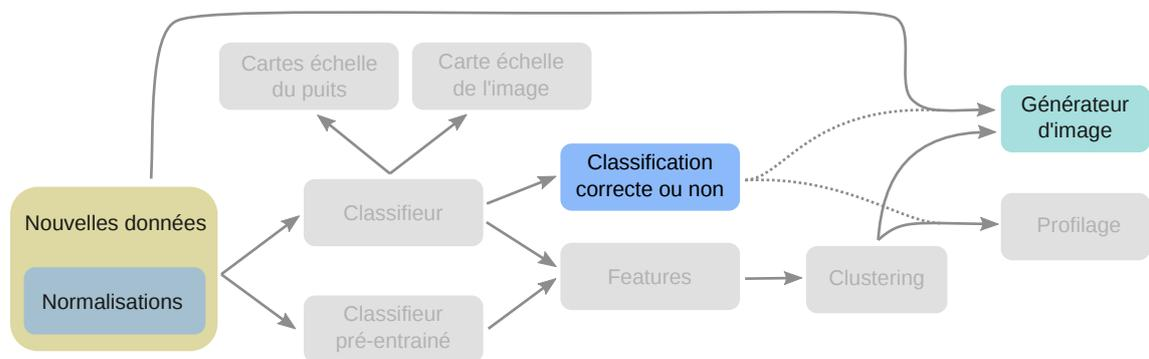 Cartes échelle
du puits
Carte échelle
de l'image
Générateur
d'image
Classification
correcte ou non
Nouvelles données
Classifieur
Profilage
Normalisations
Features
Clustering
Classifieur
pré-entrainé